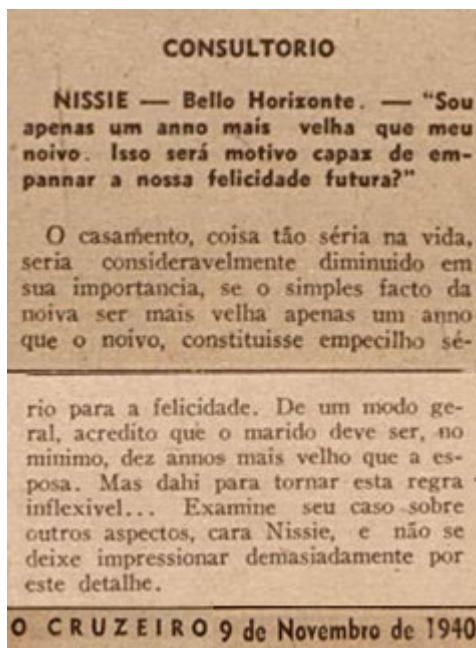 CONSULTORIO
NISSIE — Bello Horizonte. — "Sou
apenas um anno mais velha que meu
noivo. Isso será motivo capaz de em-
pannar a nossa felicidade futura?"
O casamento, coisa tão séria na vida,
seria consideravelmente diminuido em
sua importancia, se o simples facto da
noiva ser mais velha apenas um anno
que o noivo, constituisse empecilho sé-
rio para a felicidade. De um modo ge-
ral, acredito que o marido deve ser, no
minimo, dez annos mais velho que a es-
posa. Mas dahi para tornar esta regra
inflexivel... Examine seu caso sobre
outros aspectos, cara Nissie, e não se
deixe impressionar demasiadamente por
este detalhe.
O CRUZEIRO 9 de Novembro de 1940